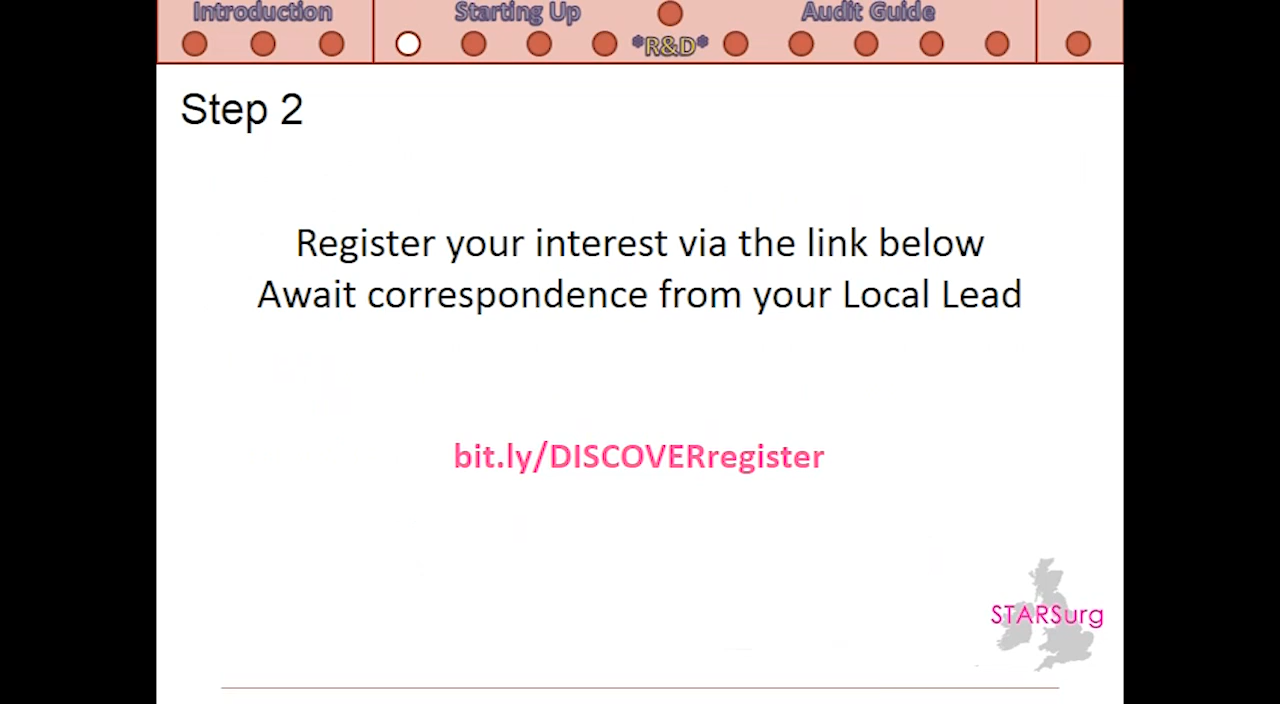 Introduction
Starting Up
Audit Guide
*R&D*
Step 2
Register your interest via the link below
Await correspondence from your Local Lead
bit.ly/DISCOVERregister
STARSurg